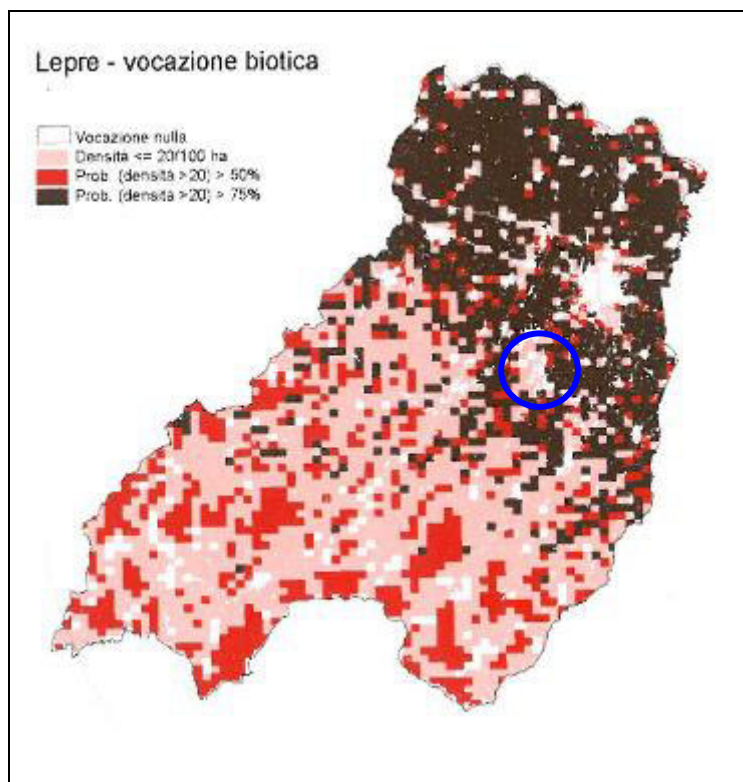 Lepre - vocazione biotica
Vocazione nulla
Densità <= 20/100 ha
Prob. (densità >20) > 50%
Prob. (densità >20) > 75%